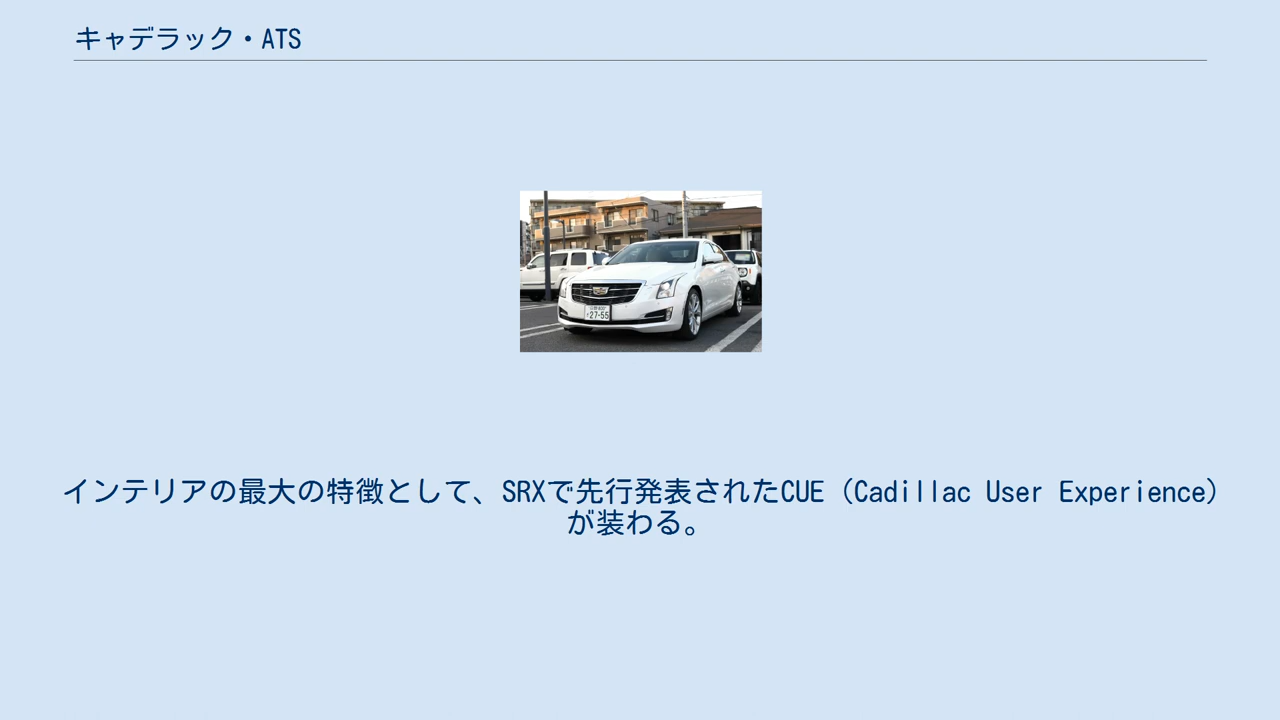 キャデラック・ATS
27-55
インテリアの最大の特徴として、SRXで先行発表されたCUE（Cadillac User Experience）
が装わる。